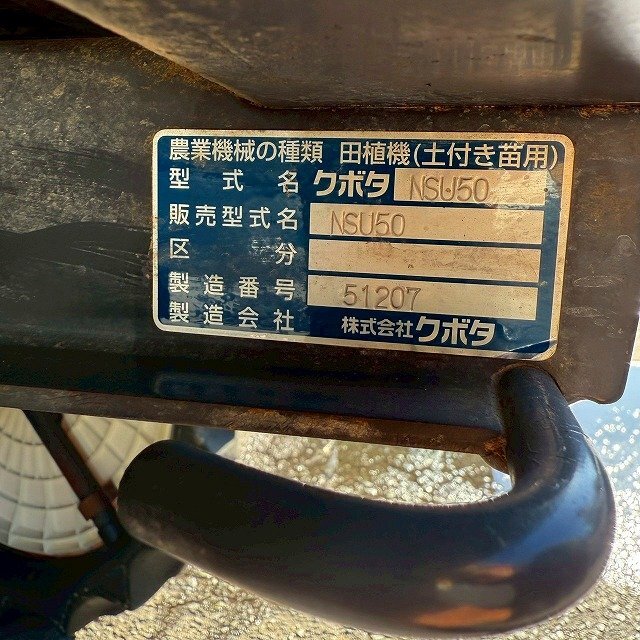 農業機械の種類 田植機(土付き苗用)
型式名 クボタ NSU50
販売型式名 NSU50
区分
製造番号 51207
製造会社 株式会社クボタ